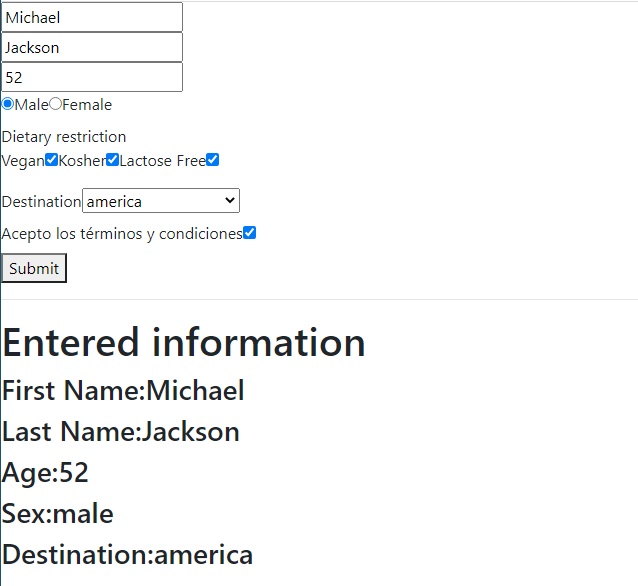 Michael
Jackson
52
Male Female
Dietary restriction
Vegan Kosher Lactose Free
Destination america
Acepto los términos y condiciones
Submit
Entered information
First Name:Michael
Last Name:Jackson
Age:52
Sex:male
Destination:america